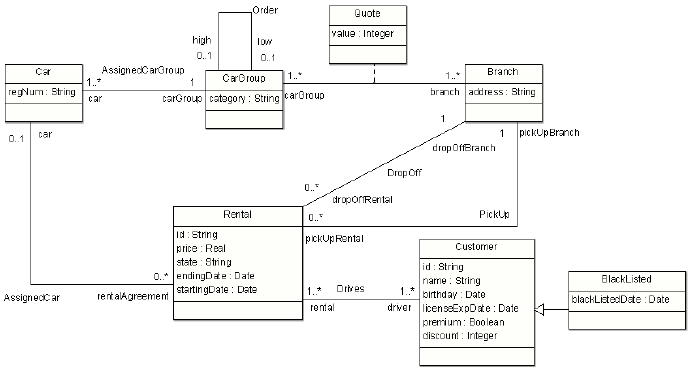 Order
Quote
value : Integer
high
low
0..1
0..1
Car
regNum : String
AssignedCarGroup
1..*
1
car
carGroup
CarGroup
category : String
1..*
1..*
carGroup
branch
Branch
address : String
car
0..1
1
dropOffBranch
1
pickUpBranch
DropOff
0..*
dropOffRental
Rental
id : String
price : Real
state : String
endingDate : Date
startingDate : Date
0..*
pickUpRental
PickUp
Customer
id : String
name : String
birthday : Date
licenseExpDate : Date
premium : Boolean
discount : Integer
BlackListed
blackListedDate : Date
0..*
AssignedCar
rentalAgreement
1..*
Drives
1..*
rental
driver